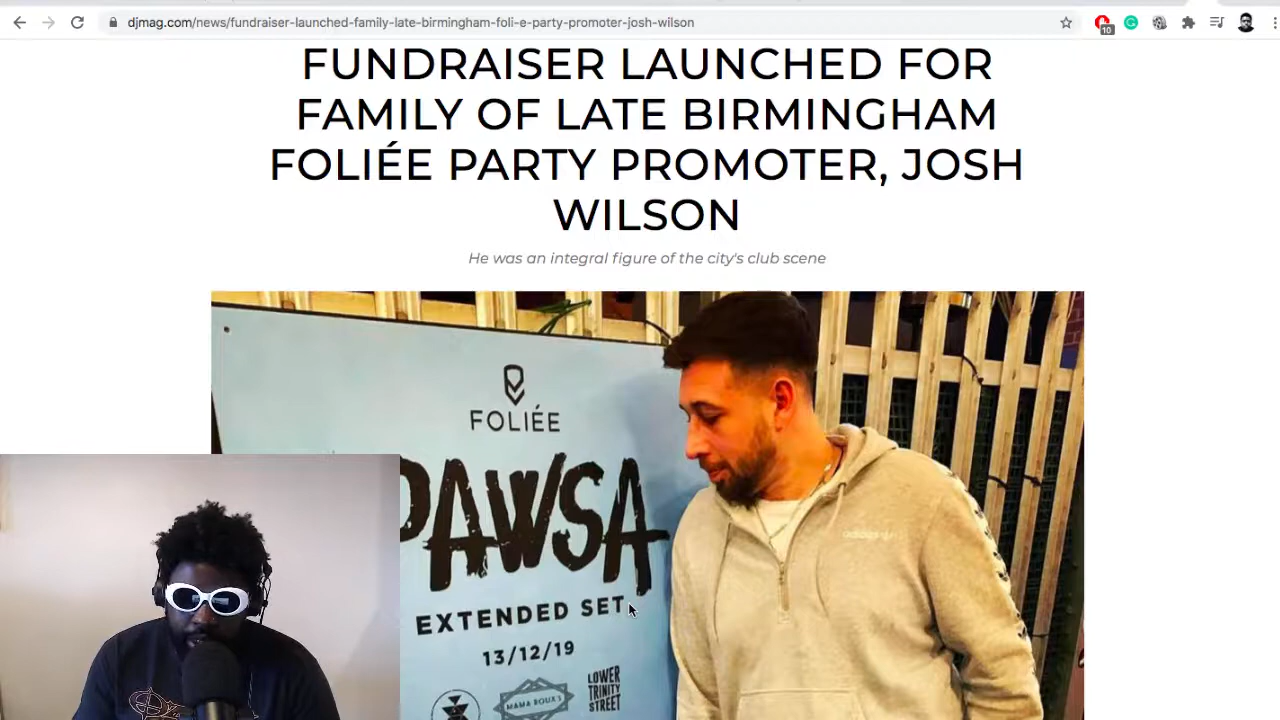 djmag.com/news/fundraiser-launched-family-late-birmingham-foli-e-party-promoter-josh-wilson
10
FUNDRAISER LAUNCHED FOR
FAMILY OF LATE BIRMINGHAM
FOLIÉE PARTY PROMOTER, JOSH
WILSON
He was an integral figure of the city's club scene
FOLIÉE
PAWSA
EXTENDED SET
13/12/19
MAMA ROUX'S
LOWER
TRINITY
STREET
adidas